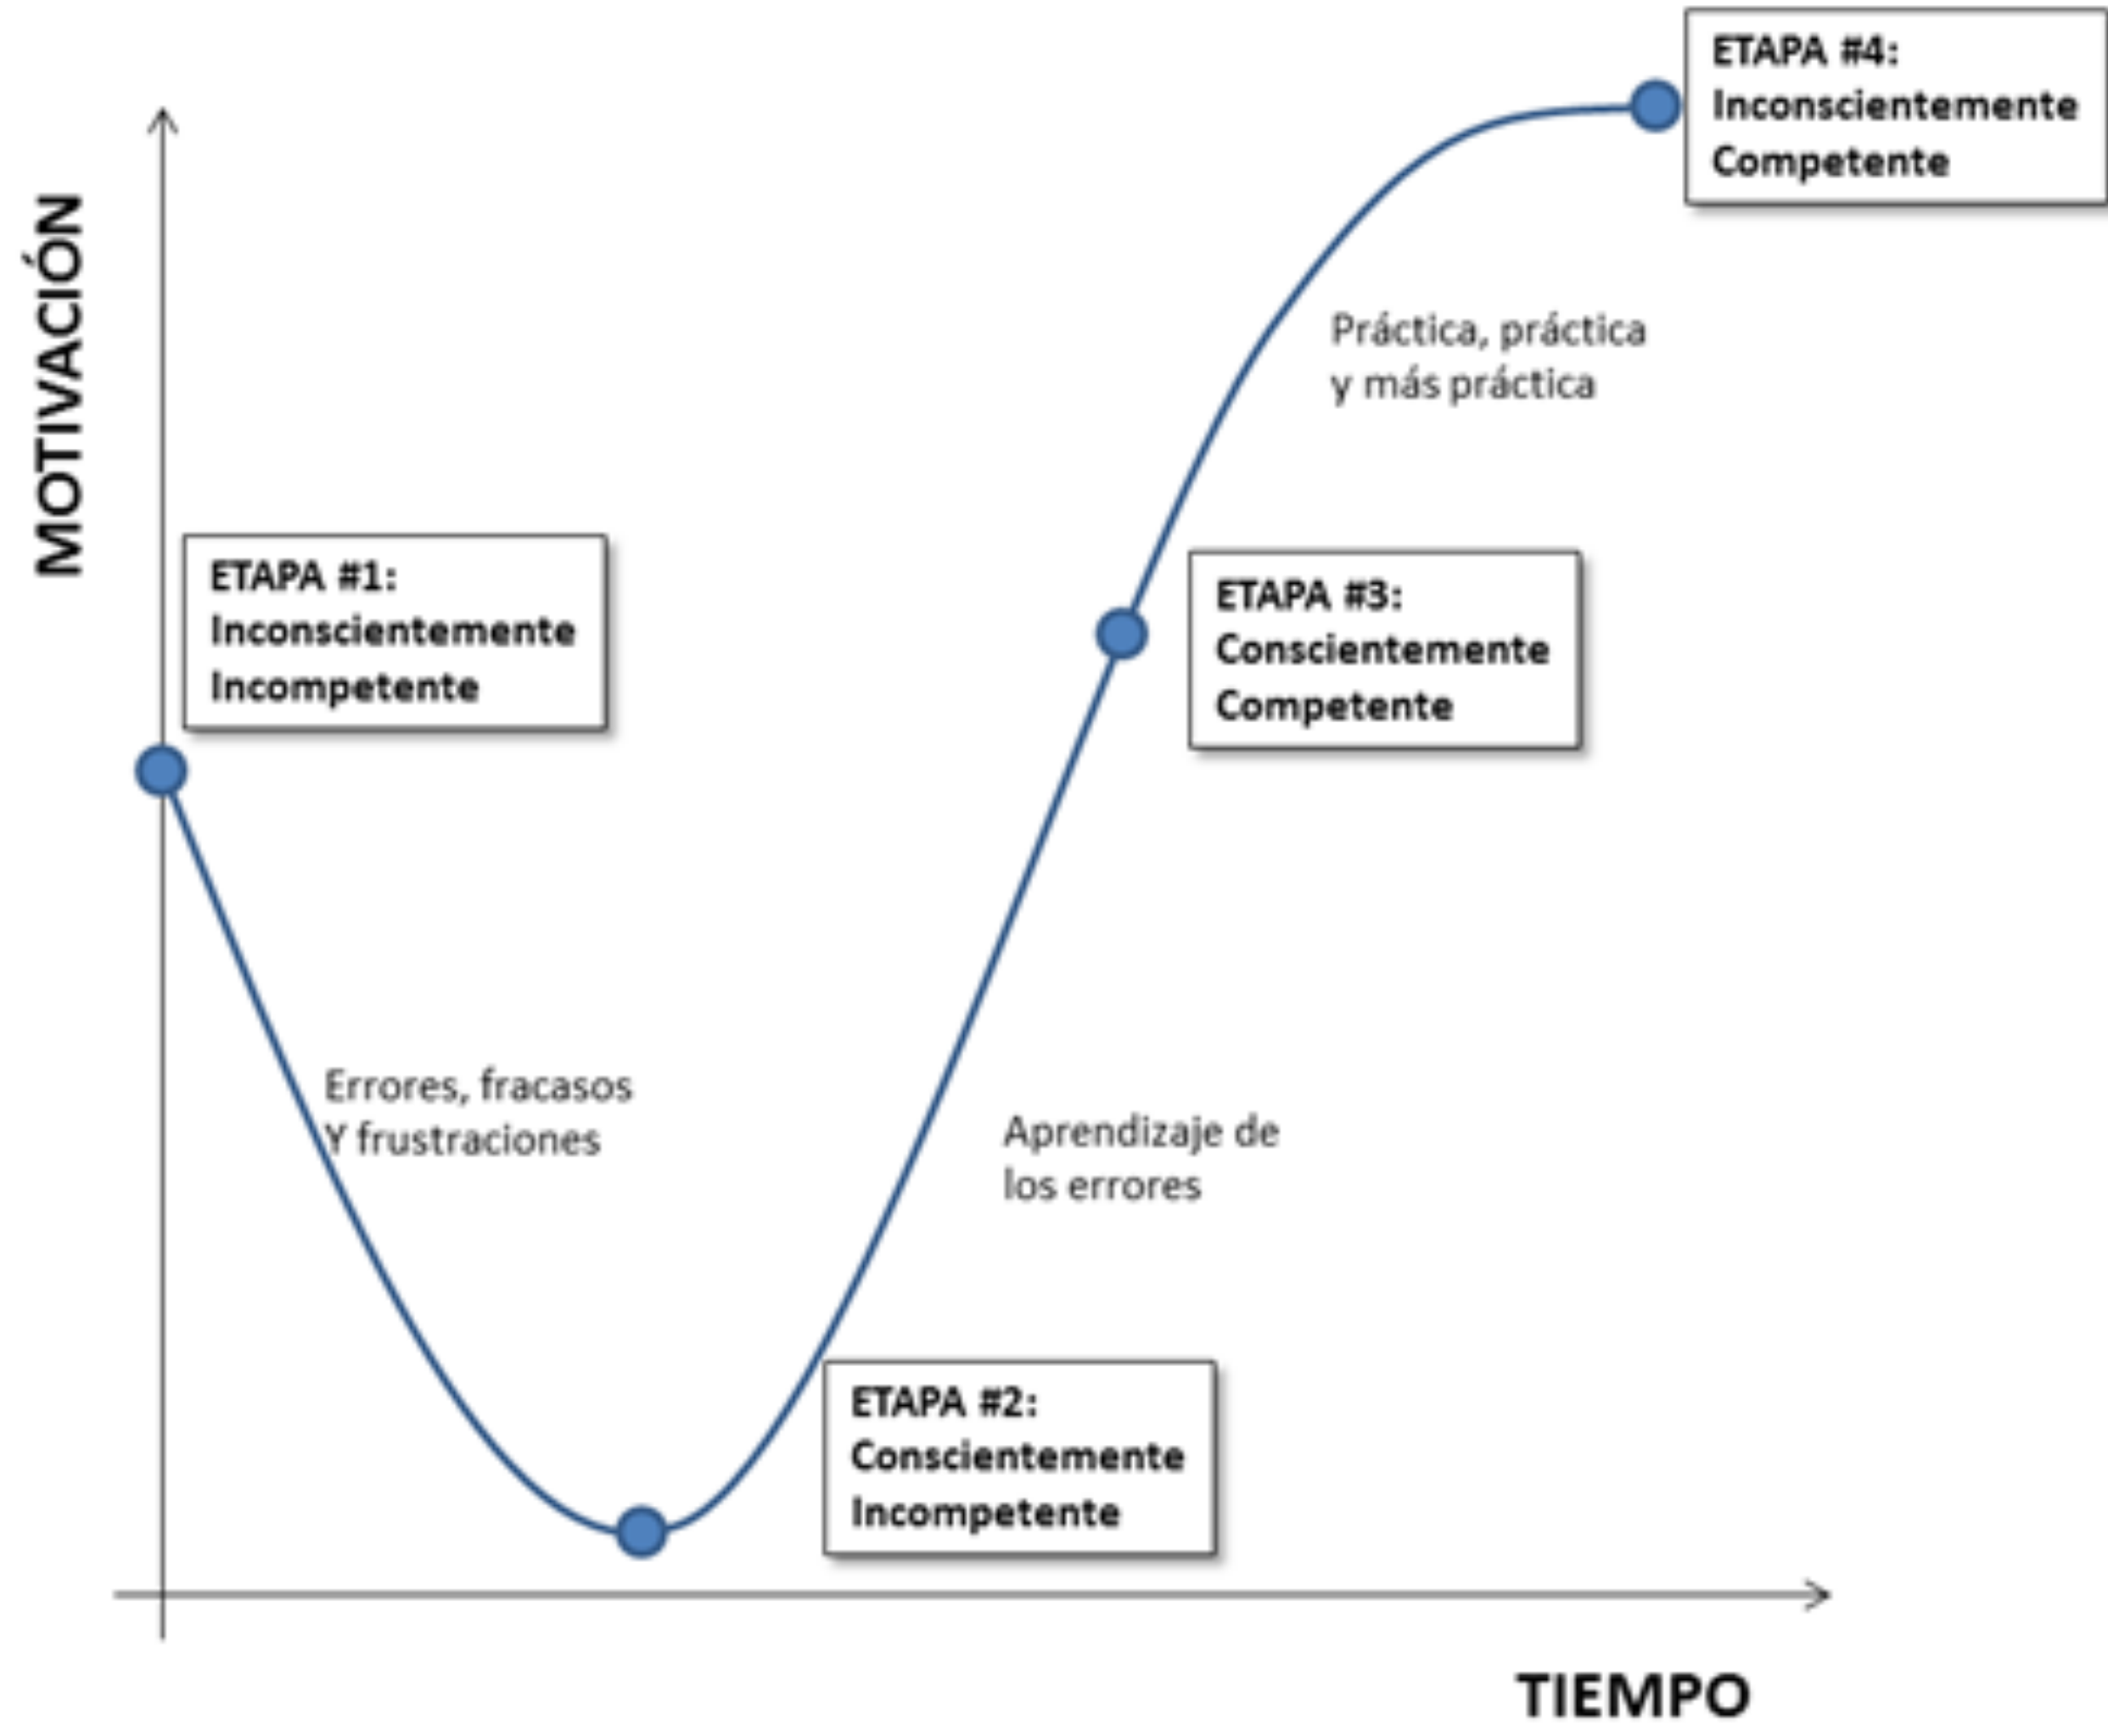 ETAPA #4:
Inconscientemente
Competente
MOTIVACIÓN
Práctica, práctica
y más práctica
ETAPA #1:
Inconscientemente
Incompetente
ETAPA #3:
Conscientemente
Competente
Errores, fracasos
Y frustraciones
Aprendizaje de
los errores
ETAPA #2:
Conscientemente
Incompetente
TIEMPO